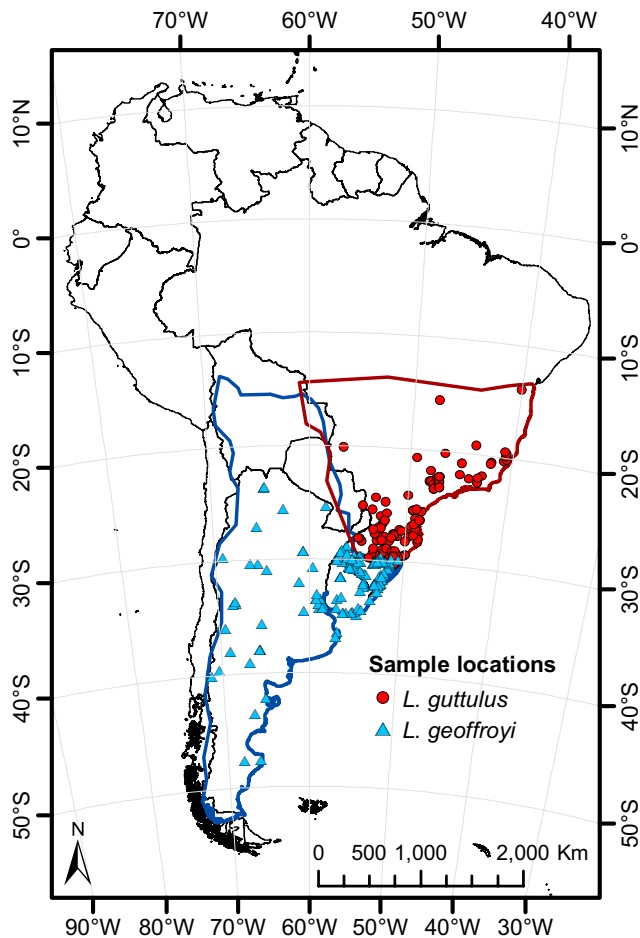 70°W 60°W 50°W 40°W
10°N 10°N
0° 0°
10°S 10°S
20°S 20°S
30°S 30°S
40°S 40°S
50°S 50°S
Sample locations
L. guttulus
L. geoffroyi
N
0 500 1,000 2,000 Km
90°W 80°W 70°W 60°W 50°W 40°W 30°W